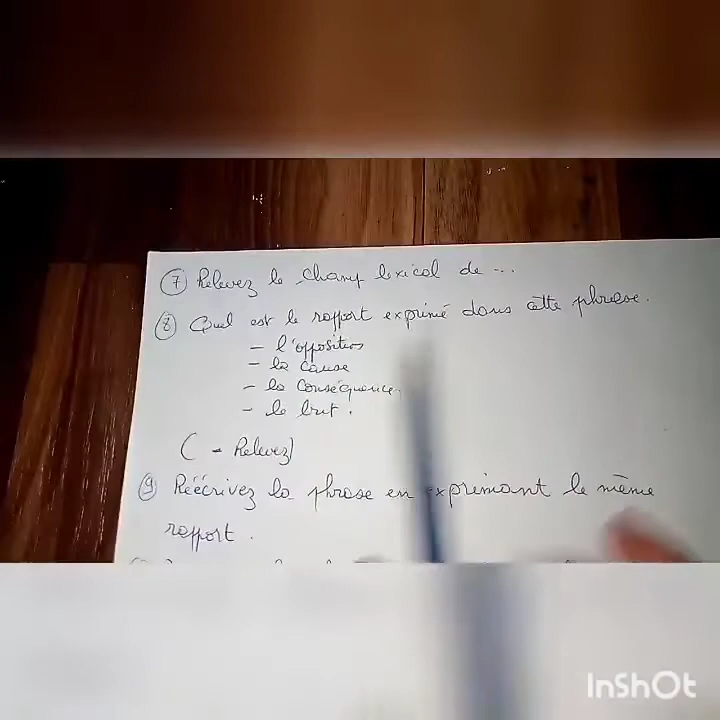 ⑦ Relevez le champ lexical de ...
⑧ Quel est le rapport exprimé dans cette phrase.
- l'opposition
- la cause
- la conséquence.
- le but.
( - Relevez)
⑨ Réécrivez la phrase en exprimant le même
rapport.
InShOt